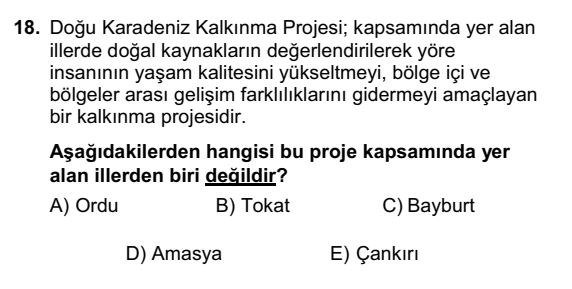 18. Doğu Karadeniz Kalkınma Projesi; kapsamında yer alan
illerde doğal kaynakların değerlendirilerek yöre
insanının yaşam kalitesini yükseltmeyi, bölge içi ve
bölgeler arası gelişim farklılıklarını gidermeyi amaçlayan
bir kalkınma projesidir.
Aşağıdakilerden hangisi bu proje kapsamında yer
alan illerden biri değildir?
A) Ordu B) Tokat C) Bayburt
D) Amasya E) Çankırı